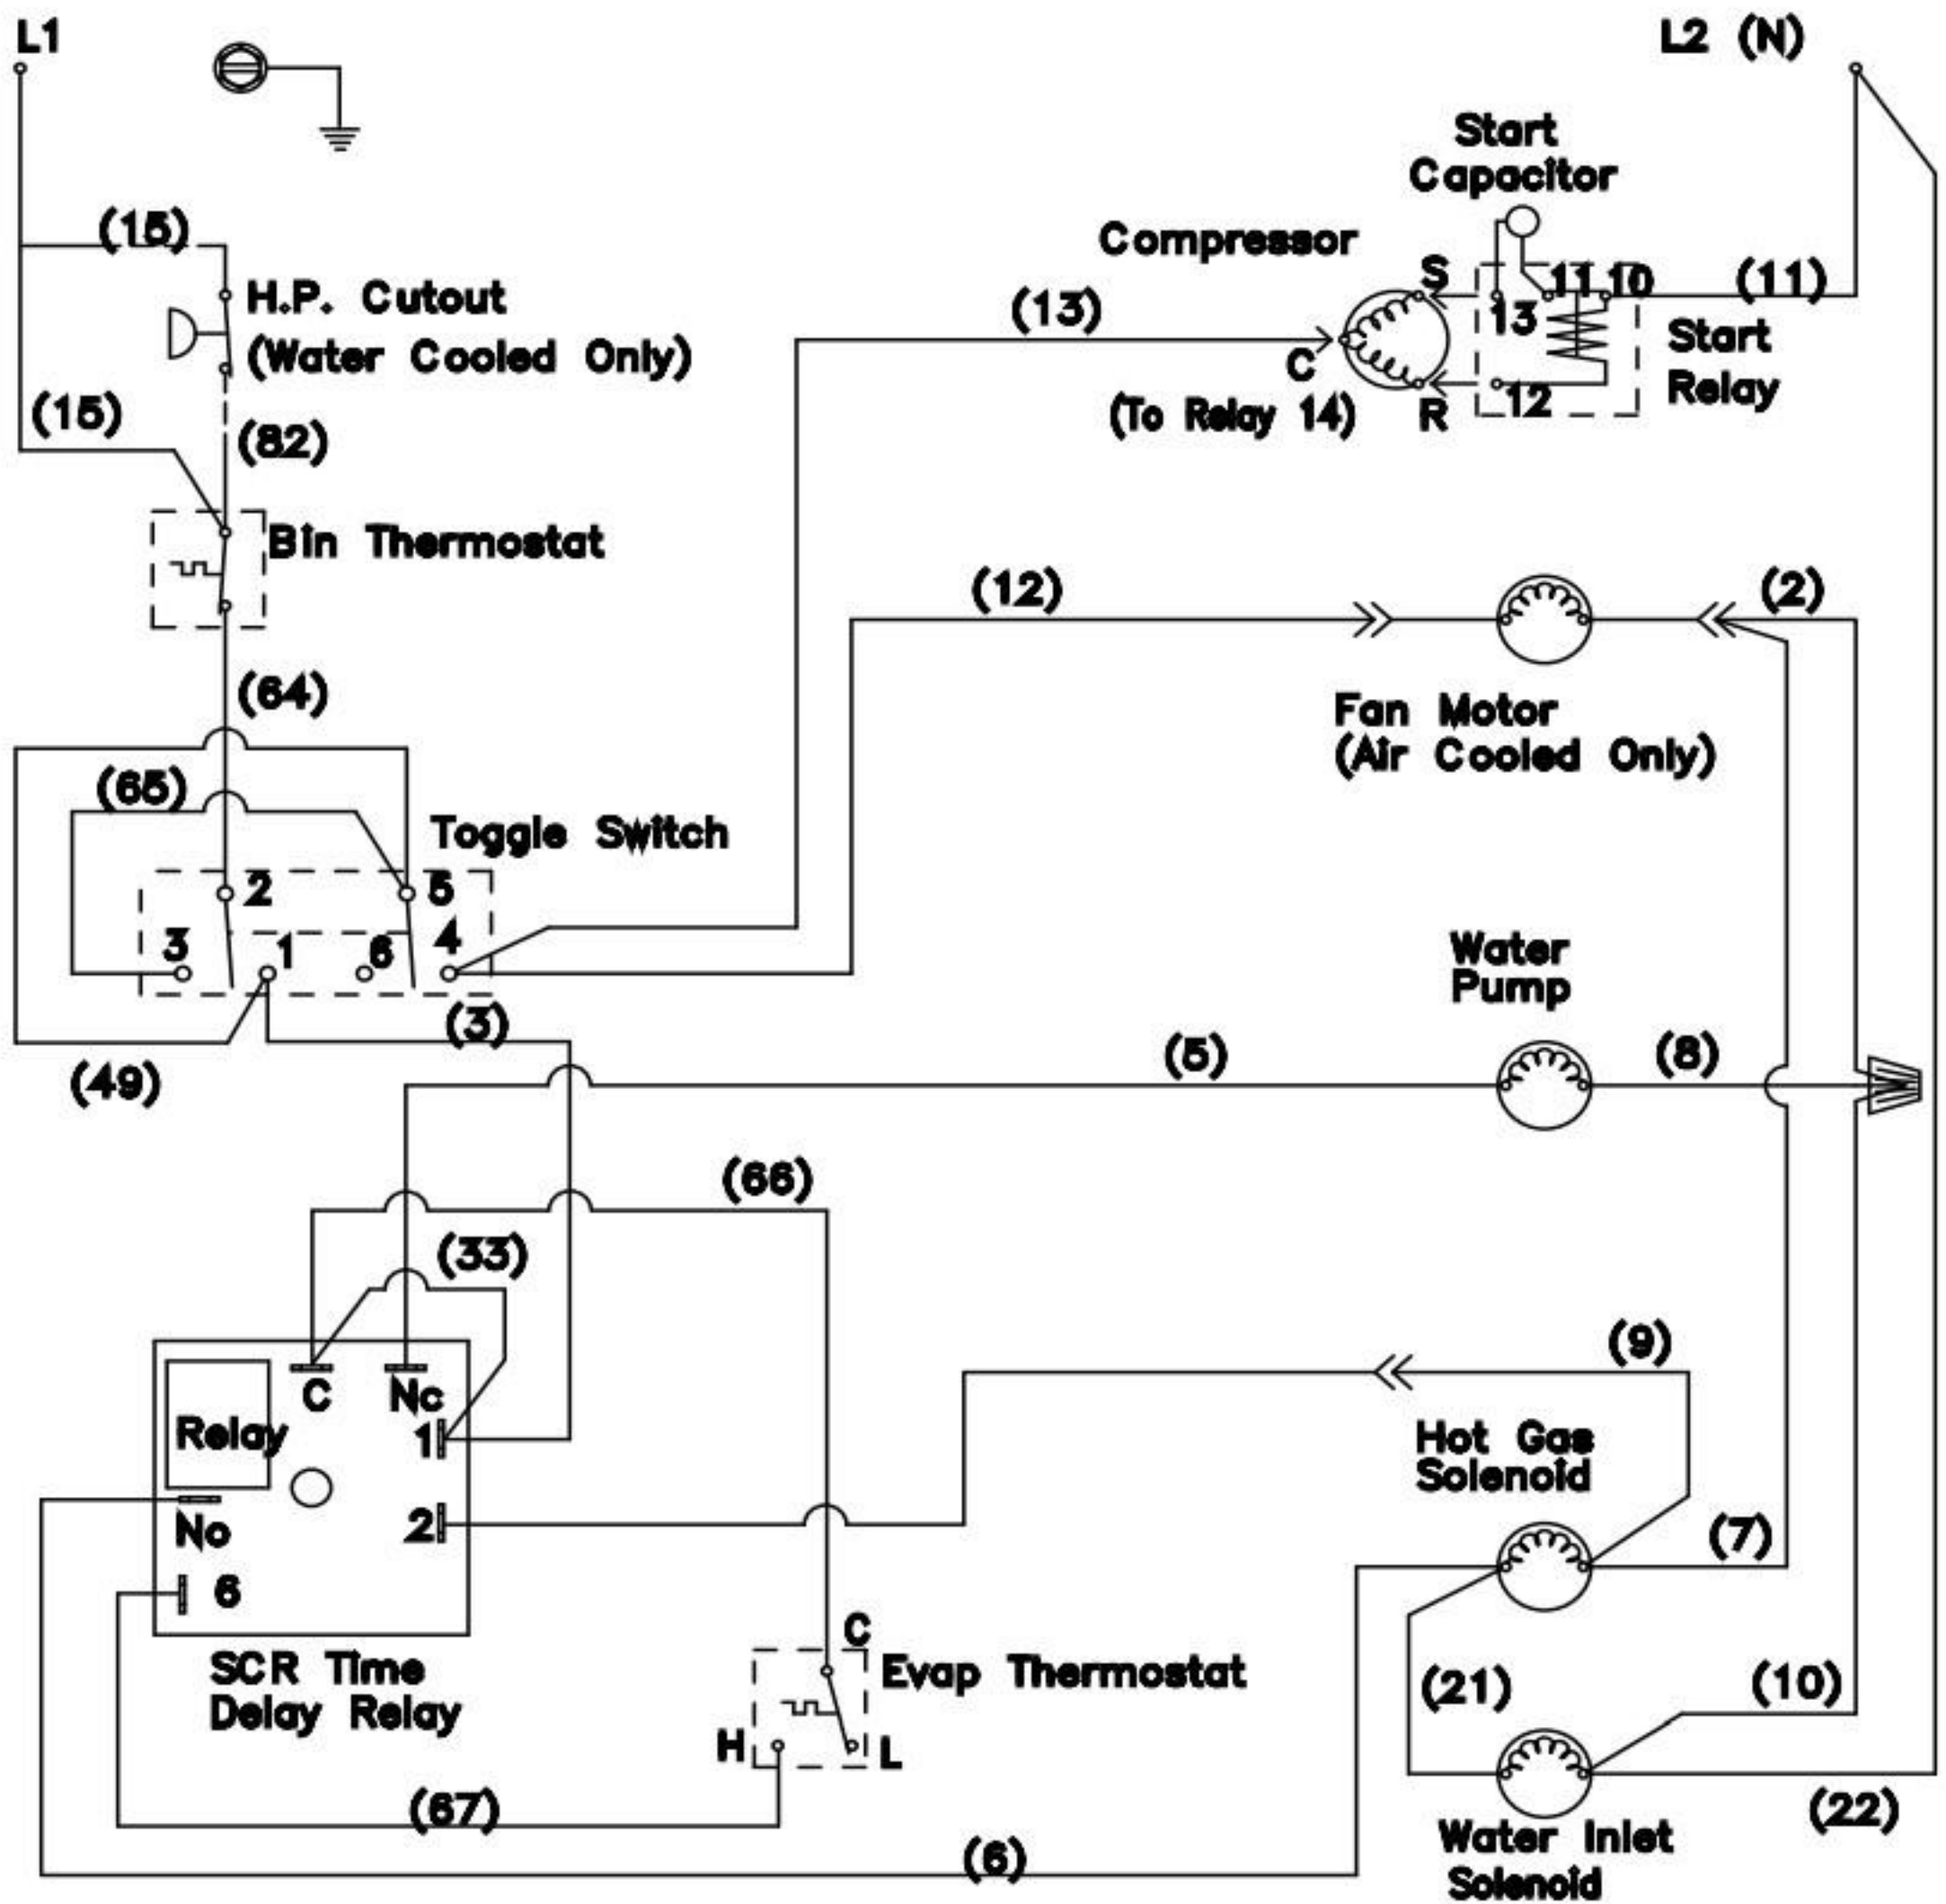 L1
L2 (N)
Start
Capacitor
(15)
Compressor
S
11 10
(11)
H.P. Cutout
(Water Cooled Only)
(13)
13
Start
Relay
C
(To Relay 14)
R
12
(15)
(82)
Bin Thermostat
(12)
(2)
(64)
Fan Motor
(Air Cooled Only)
(65)
Toggle Switch
2
5
3
1
6
4
Water
Pump
(3)
(49)
(5)
(8)
(66)
(33)
(9)
C
Nc
Relay
1
Hot Gas
Solenoid
No
2
(7)
6
SCR Time
Delay Relay
C
Evap Thermostat
H
L
(21)
(10)
(67)
(22)
(6)
Water Inlet
Solenoid